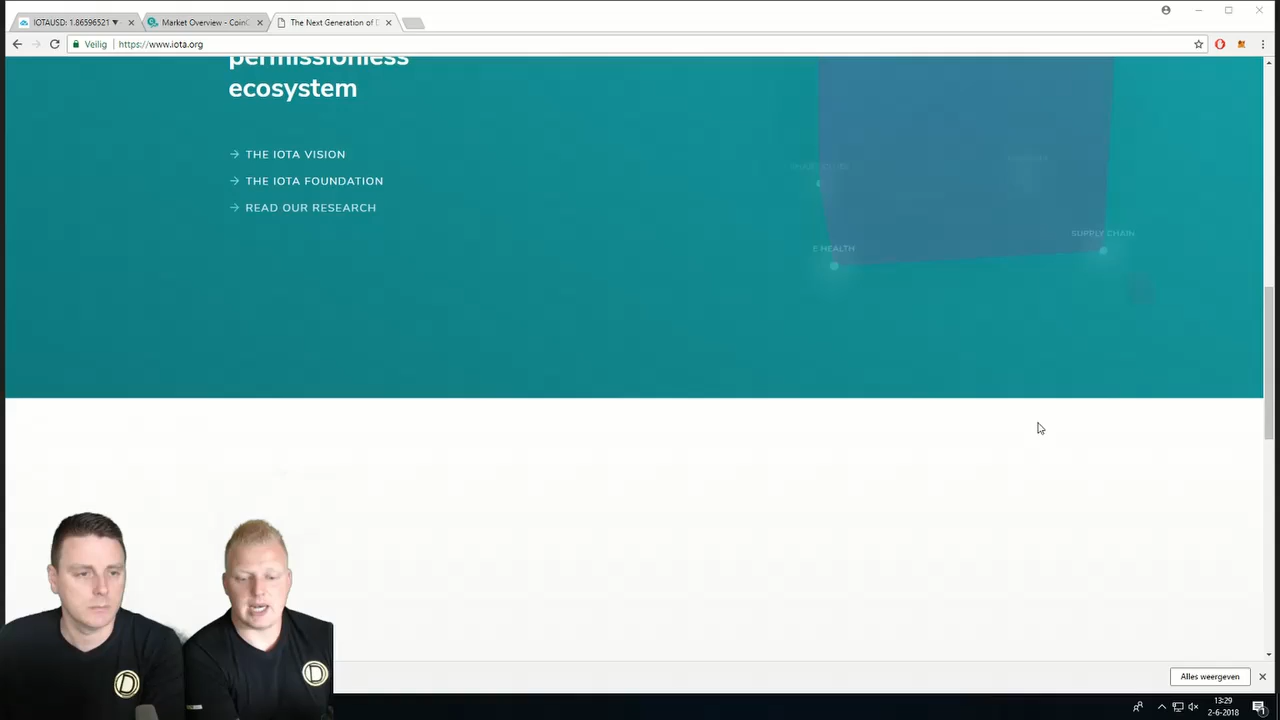 IOTAUSD: 1.86596521 ▼
Market Overview - Coin
The Next Generation of
Veilig
https://www.iota.org
permissionless
ecosystem
→ THE IOTA VISION
→ THE IOTA FOUNDATION
→ READ OUR RESEARCH
E HEALTH
SUPPLY CHAIN
D
D
Alles weergeven
13:29
2-6-2018